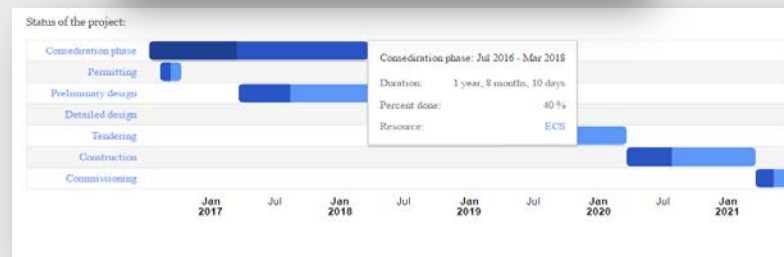 Status of the project:
Consediration phase
Permitting
Preliminary design
Detailed design
Tendering
Construction
Commissioning
Consediration phase: Jul 2016 - Mar 2018
Duration: 1 year, 8 months, 10 days
Percent done: 40 %
Resource: ECS
Jan Jul Jan Jul Jan Jul Jan Jul Jan
2017 2018 2019 2020 2021